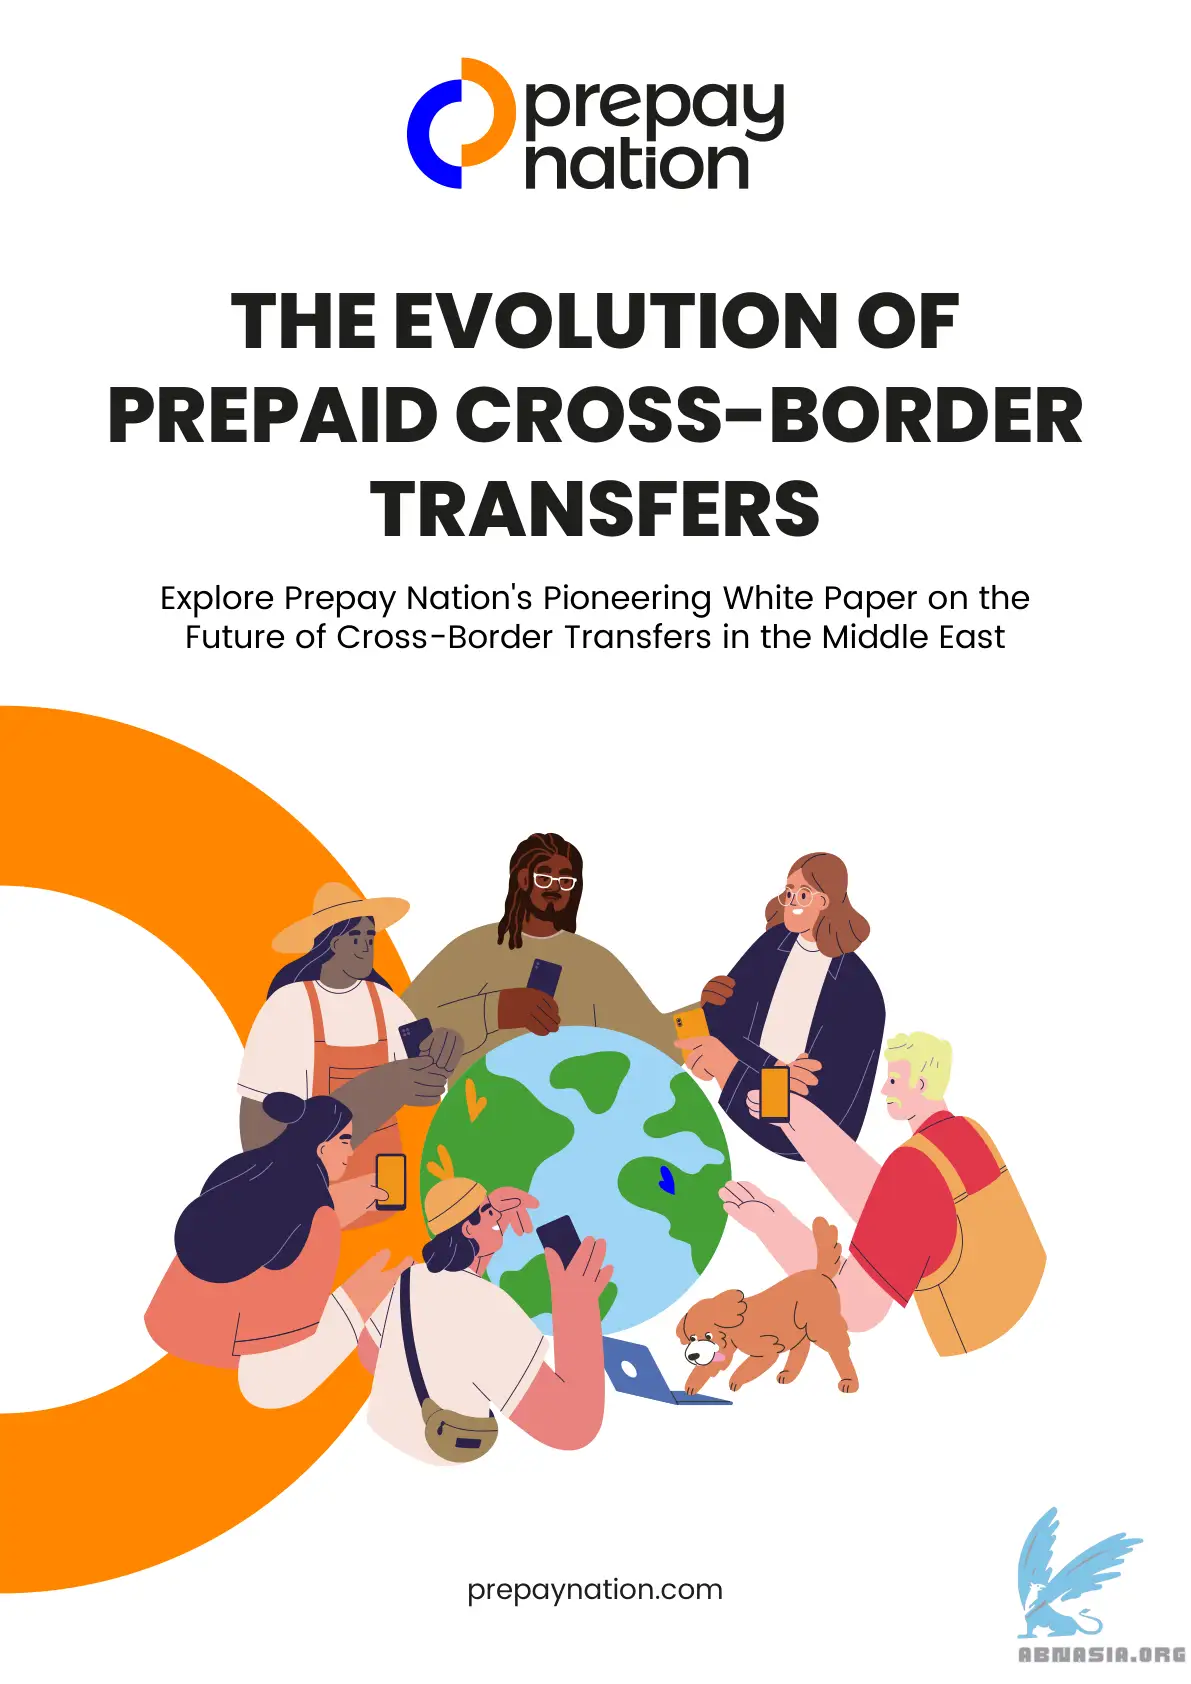 prepay
nation
THE EVOLUTION OF
PREPAID CROSS-BORDER
TRANSFERS
Explore Prepay Nation's Pioneering White Paper on the
Future of Cross-Border Transfers in the Middle East
prepaynation.com
ABNASIA.ORG